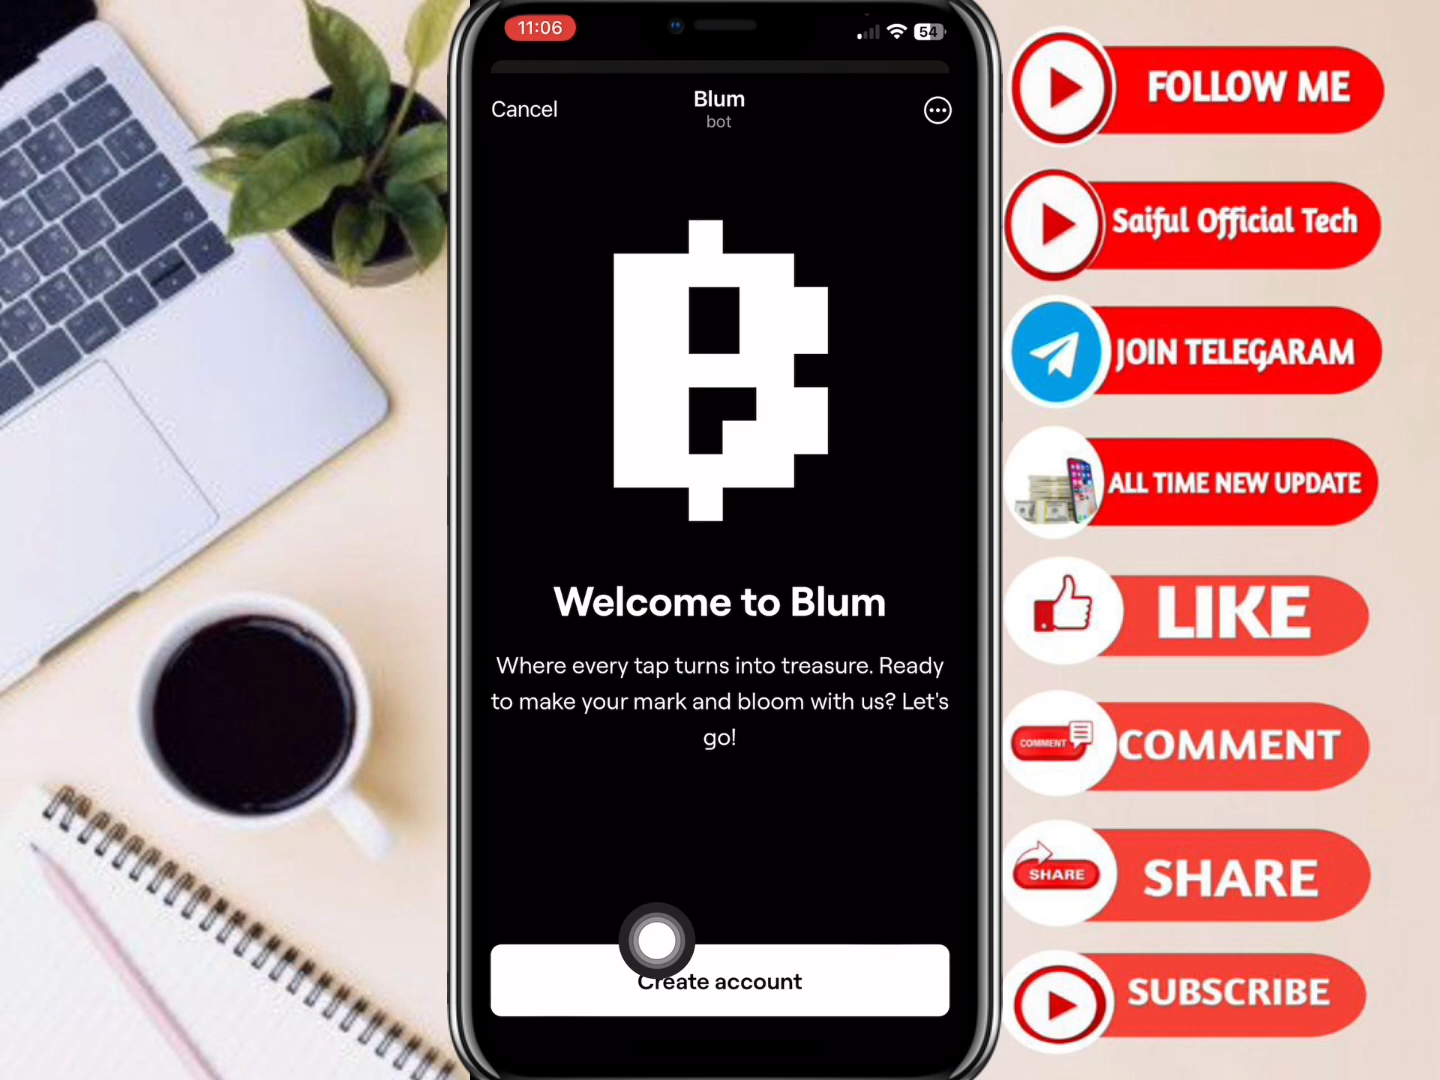 11:06
54
Cancel
Blum
bot
Welcome to Blum
Where every tap turns into treasure. Ready
to make your mark and bloom with us? Let's
go!
Create account
FOLLOW ME
Saiful Official Tech
JOIN TELEGARAM
ALL TIME NEW UPDATE
LIKE
COMMENT
COMMENT
SHARE
SHARE
SUBSCRIBE